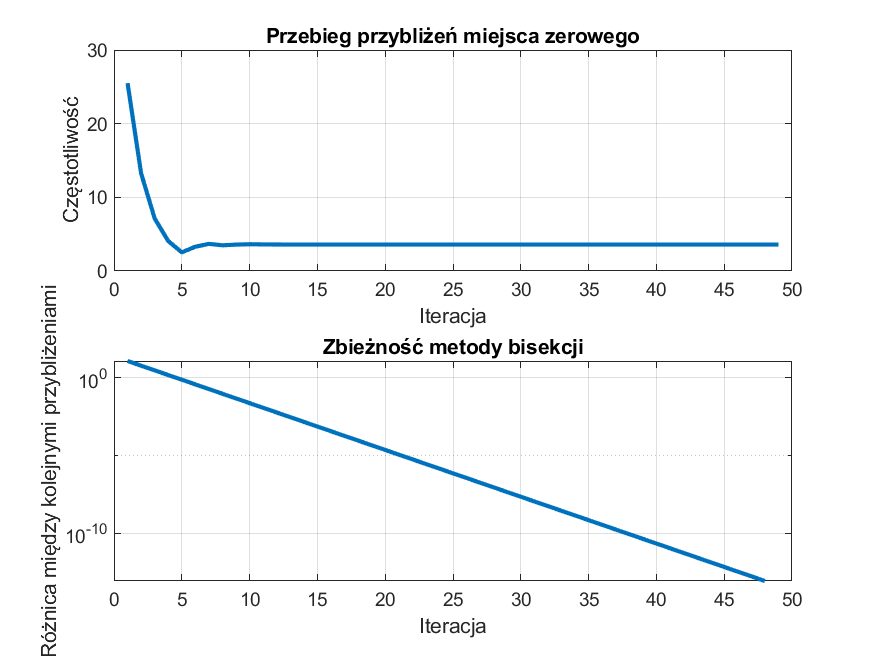 Przebieg przybliżeń miejsca zerowego
30
20
10
0
Częstotliwość
0 5 10 15 20 25 30 35 40 45 50
Iteracja
Zbieżność metody bisekcji
10^0
10^-10
Różnica między kolejnymi przybliżeniami
0 5 10 15 20 25 30 35 40 45 50
Iteracja